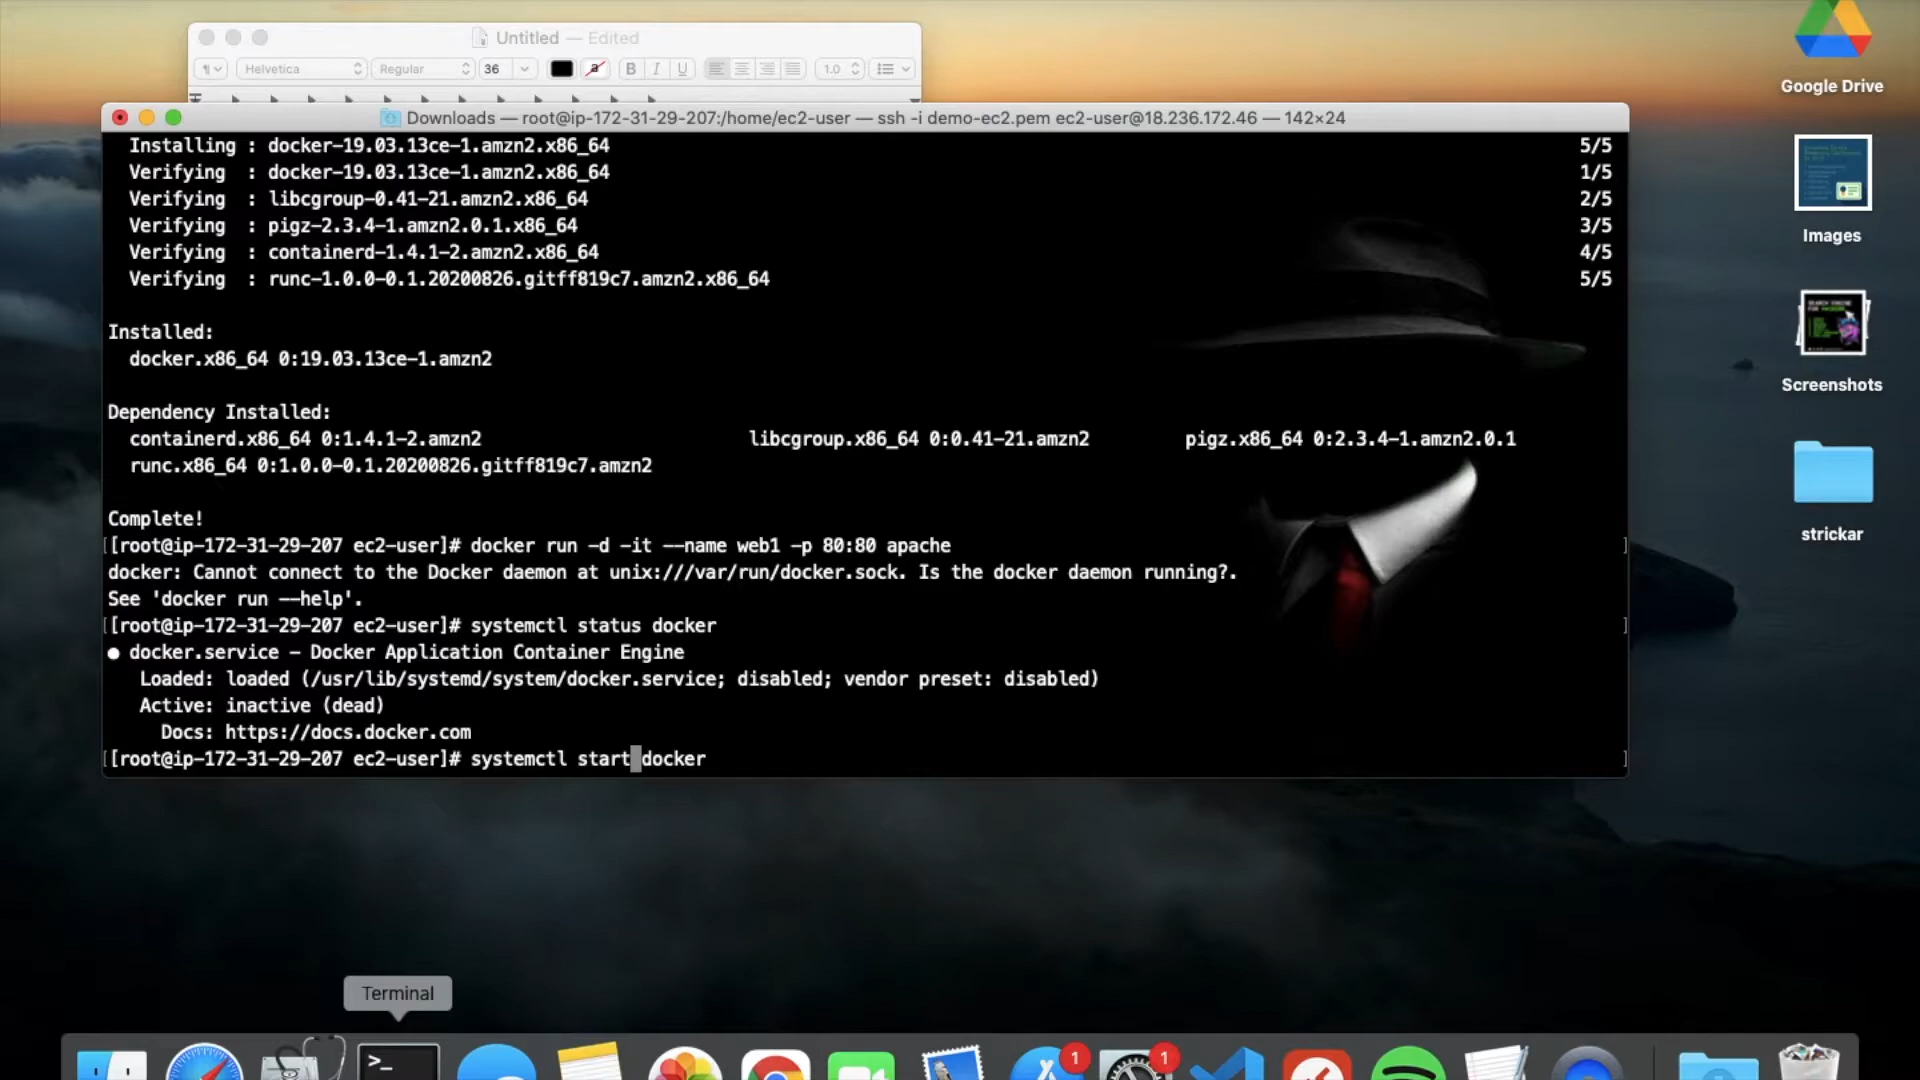 Untitled — Edited
Helvetica
Regular
36
B I U
1.0
Downloads — root@ip-172-31-29-207:/home/ec2-user — ssh -i demo-ec2.pem ec2-user@18.236.172.46 — 142×24
Installing : docker-19.03.13ce-1.amzn2.x86_64 5/5
Verifying : docker-19.03.13ce-1.amzn2.x86_64 1/5
Verifying : libcgroup-0.41-21.amzn2.x86_64 2/5
Verifying : pigz-2.3.4-1.amzn2.0.1.x86_64 3/5
Verifying : containerd-1.4.1-2.amzn2.x86_64 4/5
Verifying : runc-1.0.0-0.1.20200826.gitff819c7.amzn2.x86_64 5/5
Installed:
docker.x86_64 0:19.03.13ce-1.amzn2
Dependency Installed:
containerd.x86_64 0:1.4.1-2.amzn2 libcgroup.x86_64 0:0.41-21.amzn2 pigz.x86_64 0:2.3.4-1.amzn2.0.1
runc.x86_64 0:1.0.0-0.1.20200826.gitff819c7.amzn2
Complete!
[[root@ip-172-31-29-207 ec2-user]# docker run -d -it --name web1 -p 80:80 apache ]
docker: Cannot connect to the Docker daemon at unix:///var/run/docker.sock. Is the docker daemon running?.
See 'docker run --help'.
[[root@ip-172-31-29-207 ec2-user]# systemctl status docker ]
● docker.service - Docker Application Container Engine
Loaded: loaded (/usr/lib/systemd/system/docker.service; disabled; vendor preset: disabled)
Active: inactive (dead)
Docs: https://docs.docker.com
[[root@ip-172-31-29-207 ec2-user]# systemctl start docker ]
Google Drive
Images
Screenshots
strickar
Terminal
>_
1
1